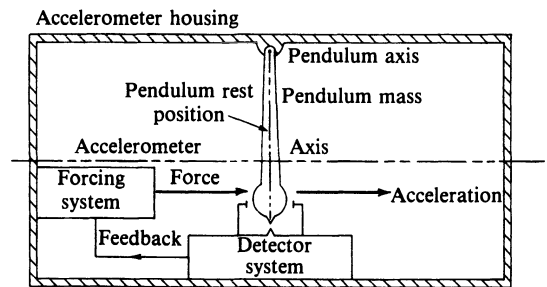 Accelerometer housing
Pendulum axis
Pendulum rest
position
Pendulum mass
Accelerometer
Axis
Forcing
system
Force
Acceleration
Feedback
Detector
system